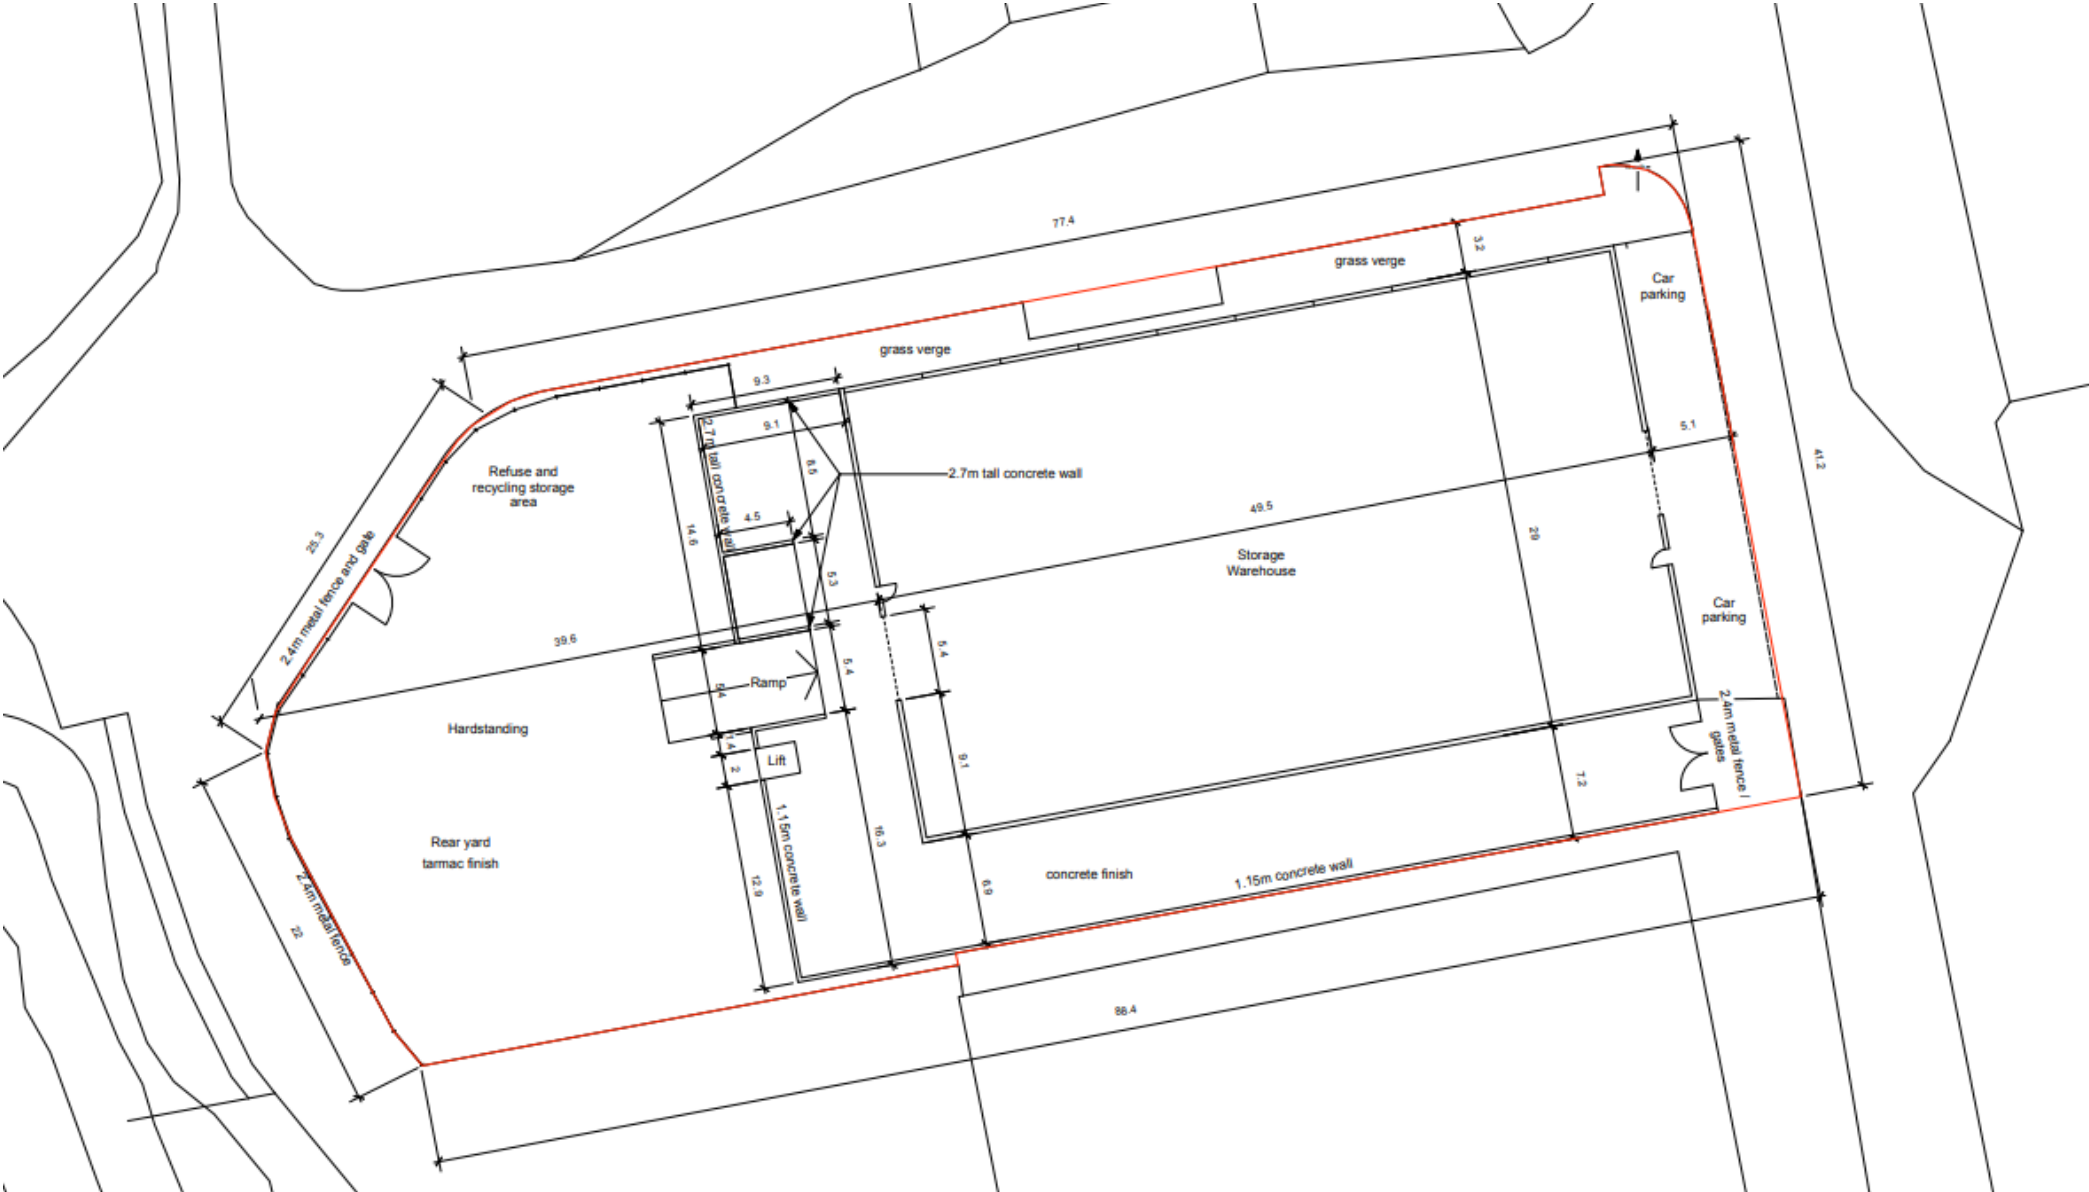 77.4
3.2
grass verge
Car
parking
grass verge
9.3
9.1
2.7m tall concrete wall
8.5
5.1
41.2
Refuse and
recycling storage
area
2.7m tall concrete wall
4.5
14.6
49.5
29
25.3
2.4m metal fence and gate
Storage
Warehouse
5.3
Car
parking
39.6
5.4
5.4
Ramp
5.4
Hardstanding
2.4m metal fence /
gates
1.4
Lift
2
9.1
7.2
Rear yard
tarmac finish
1.15m concrete wall
16.3
concrete finish
1.15m concrete wall
12.9
6.9
2.4m metal fence
22
88.4